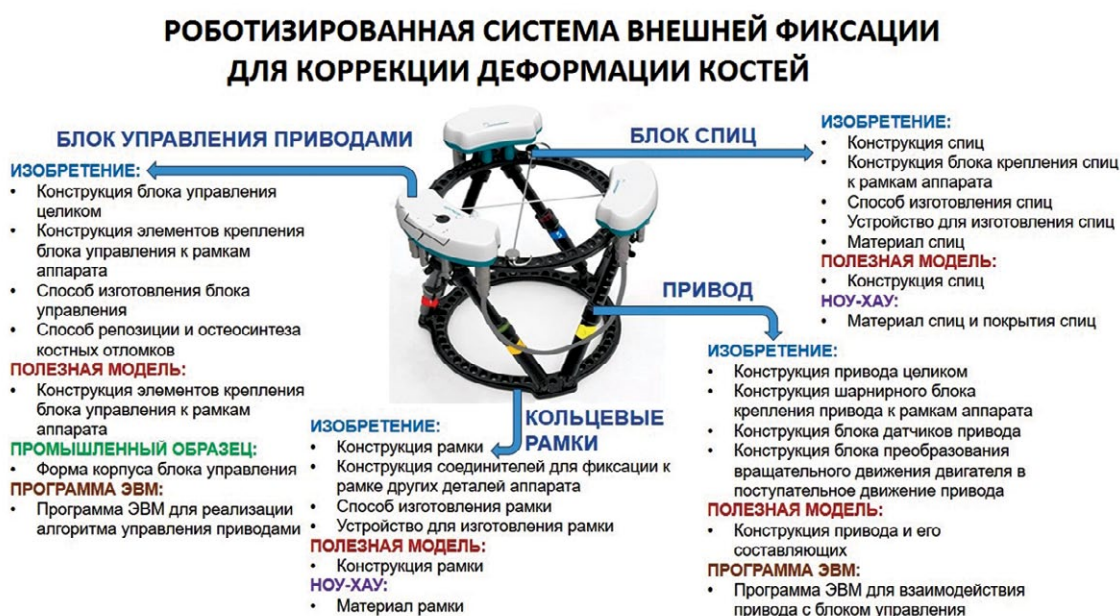 РОБОТИЗИРОВАННАЯ СИСТЕМА ВНЕШНЕЙ ФИКСАЦИИ
ДЛЯ КОРРЕКЦИИ ДЕФОРМАЦИИ КОСТЕЙ
БЛОК УПРАВЛЕНИЯ ПРИВОДАМИ
ИЗОБРЕТЕНИЕ:
• Конструкция блока управления
целиком
• Конструкция элементов крепления
блока управления к рамкам
аппарата
• Способ изготовления блока
управления
• Способ репозиции и остеосинтеза
костных отломков
ПОЛЕЗНАЯ МОДЕЛЬ:
• Конструкция элементов крепления
блока управления к рамкам
аппарата
ПРОМЫШЛЕННЫЙ ОБРАЗЕЦ:
• Форма корпуса блока управления
ПРОГРАММА ЭВМ:
• Программа ЭВМ для реализации
алгоритма управления приводами
КОЛЬЦЕВЫЕ
РАМКИ
ИЗОБРЕТЕНИЕ:
• Конструкция рамки
• Конструкция соединителей для фиксации к
рамке других деталей аппарата
• Способ изготовления рамки
• Устройство для изготовления рамки
ПОЛЕЗНАЯ МОДЕЛЬ:
• Конструкция рамки
НОУ-ХАУ:
• Материал рамки
БЛОК СПИЦ
ИЗОБРЕТЕНИЕ:
• Конструкция спиц
• Конструкция блока крепления спиц
к рамкам аппарата
• Способ изготовления спиц
• Устройство для изготовления спиц
• Материал спиц
ПОЛЕЗНАЯ МОДЕЛЬ:
• Конструкция спиц
НОУ-ХАУ:
• Материал спиц и покрытия спиц
ПРИВОД
ИЗОБРЕТЕНИЕ:
• Конструкция привода целиком
• Конструкция шарнирного блока
крепления привода к рамкам аппарата
• Конструкция блока датчиков привода
• Конструкция блока преобразования
вращательного движения двигателя в
поступательное движение привода
ПОЛЕЗНАЯ МОДЕЛЬ:
• Конструкция привода и его
составляющих
ПРОГРАММА ЭВМ:
• Программа ЭВМ для взаимодействия
привода с блоком управления